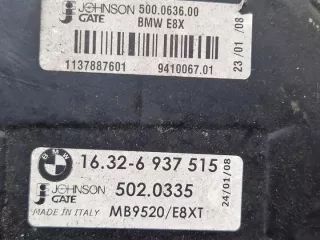 JOHNSON 500.0636.00
GATE BMW E8X
1137887601 9410067.01
23/01/08
BMW 16.32-6 937 515
JOHNSON 502.0335
GATE
MADE IN ITALY MB9520/E8XT
24/01/08